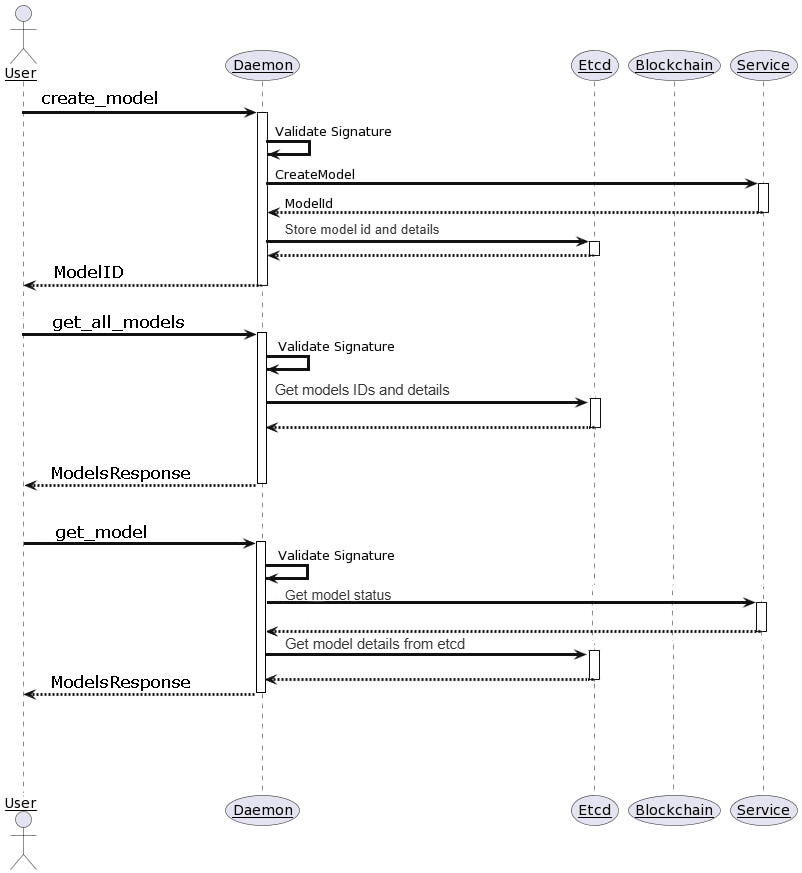 User
Daemon
Etcd
Blockchain
Service
create_model
Validate Signature
CreateModel
ModelId
Store model id and details
ModelID
get_all_models
Validate Signature
Get models IDs and details
ModelsResponse
get_model
Validate Signature
Get model status
Get model details from etcd
ModelsResponse
User
Daemon
Etcd
Blockchain
Service